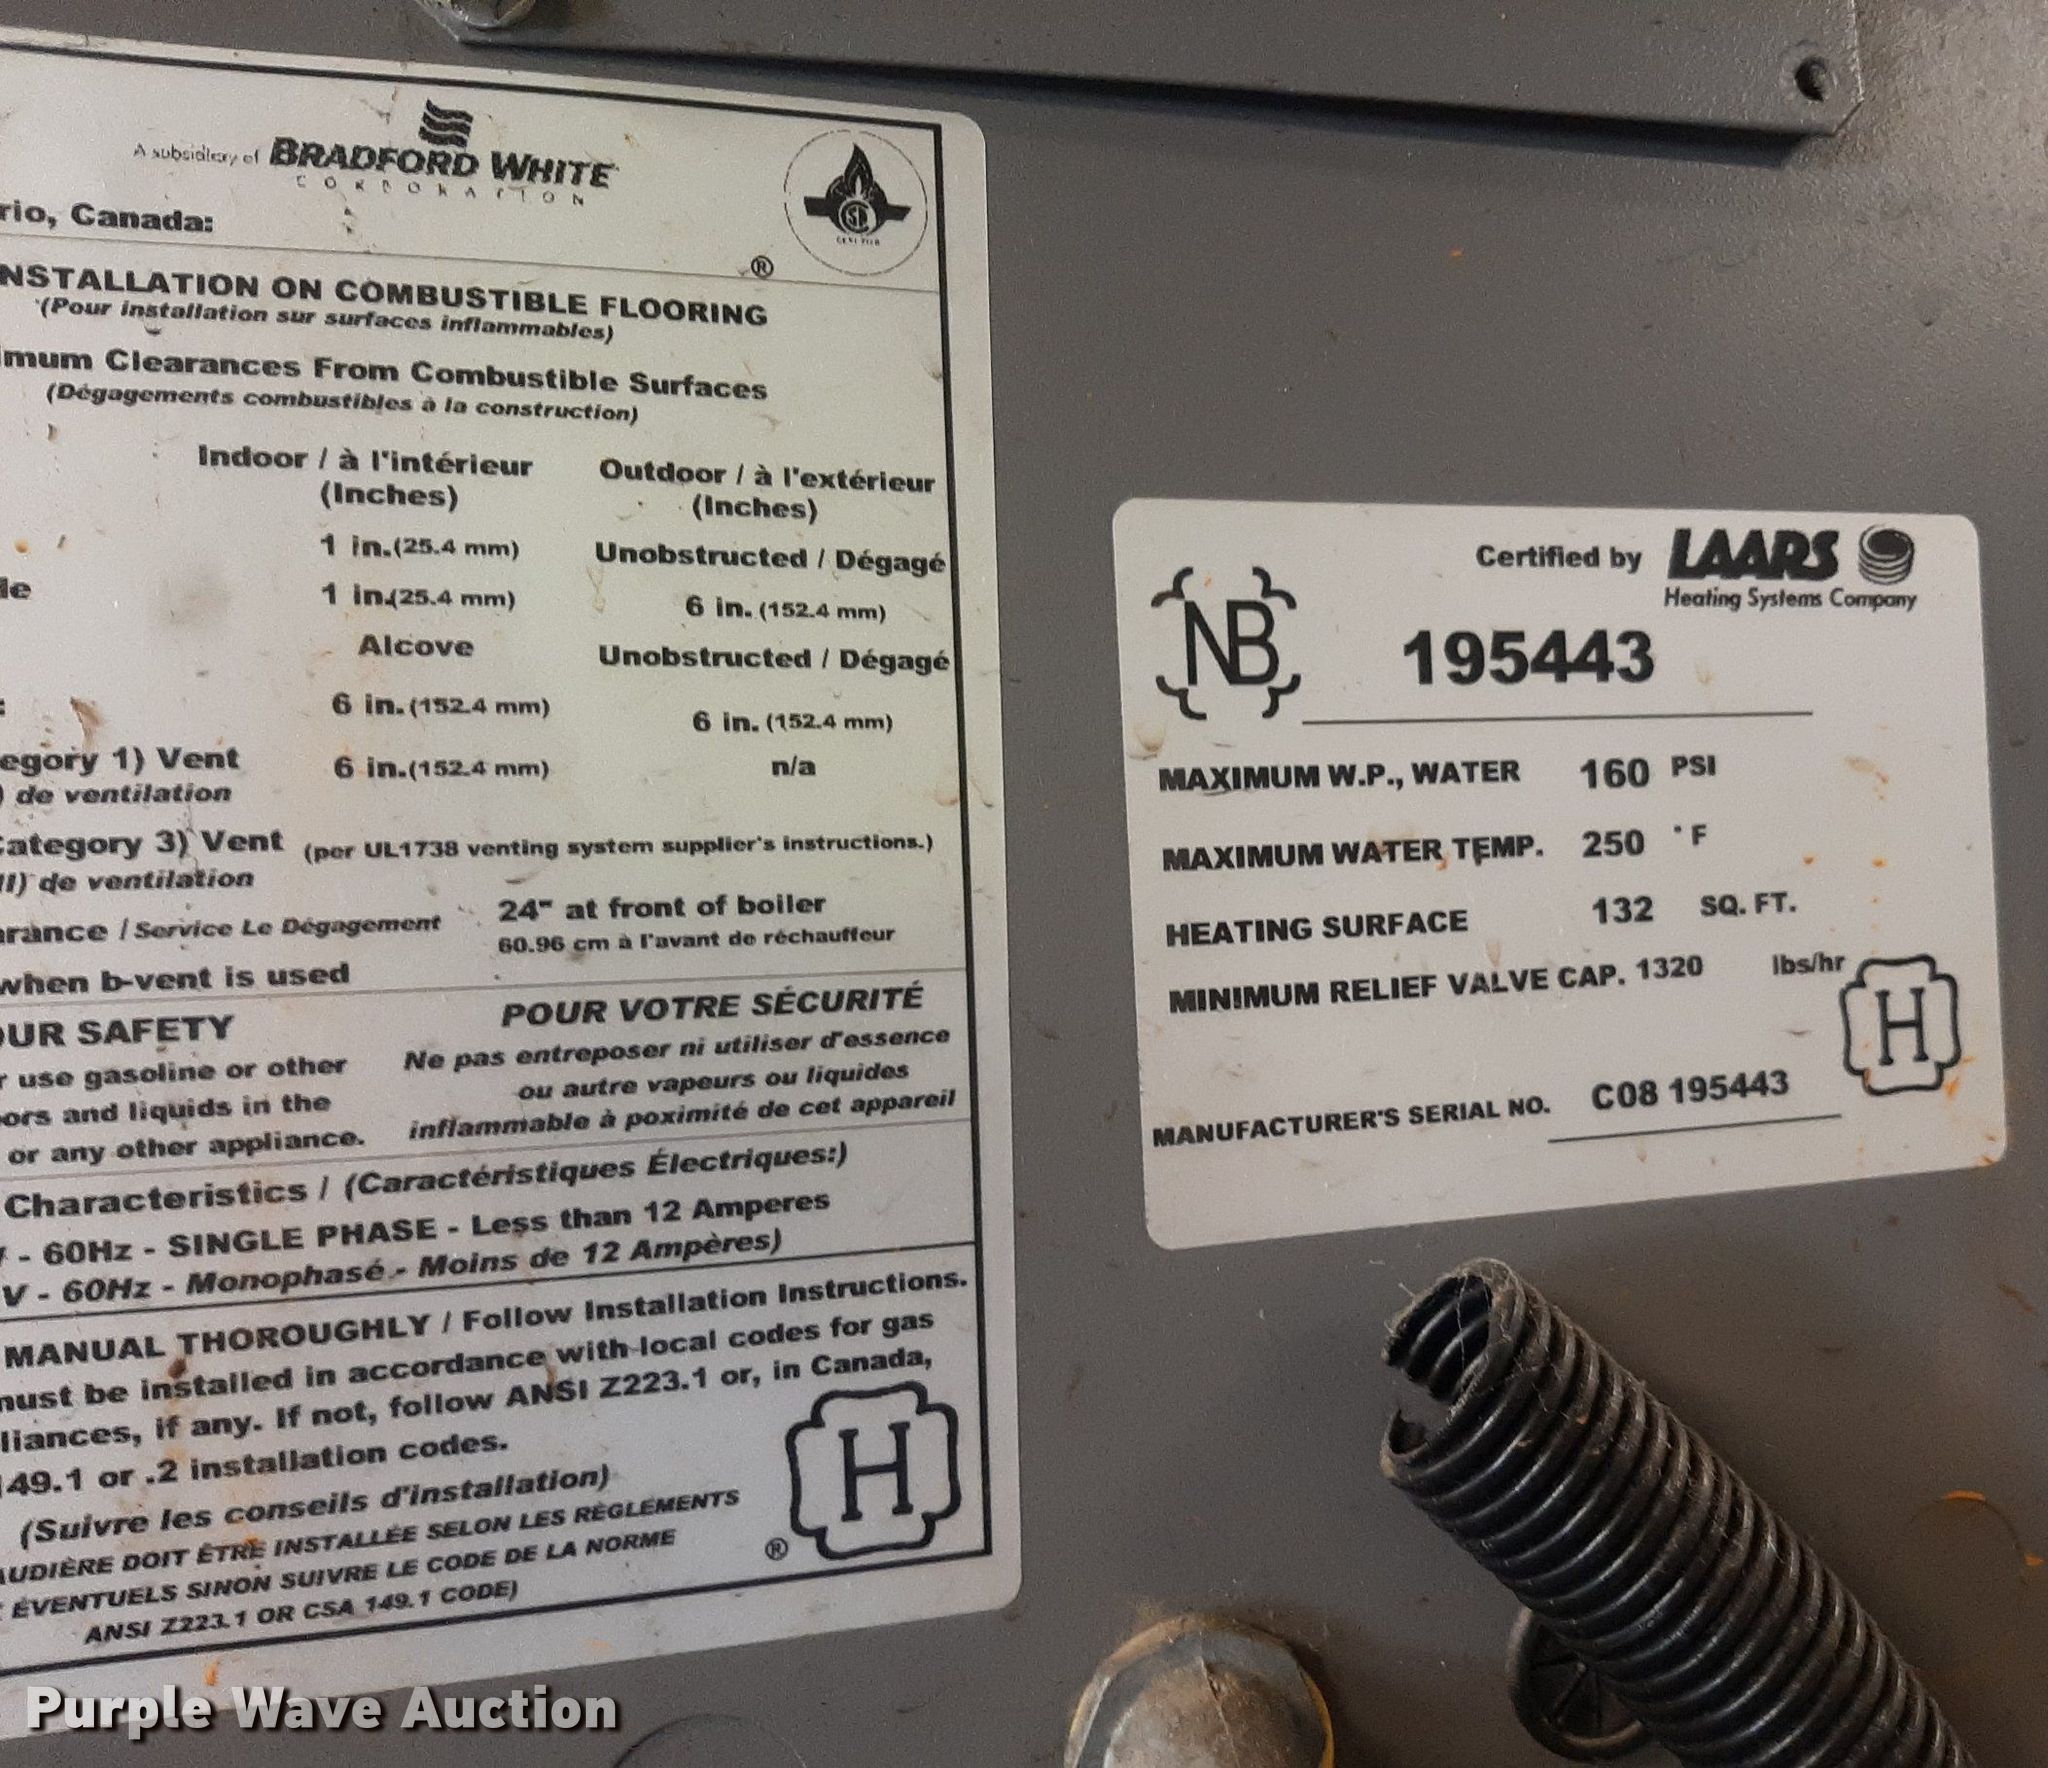 A subsidiary of BRADFORD WHITE
CORPORATION
rio, Canada:
®
NSTALLATION ON COMBUSTIBLE FLOORING
(Pour installation sur surfaces inflammables)
imum Clearances From Combustible Surfaces
(Dégagements combustibles à la construction)
Indoor / à l'intérieur Outdoor / à l'extérieur
(Inches) (Inches)
1 in.(25.4 mm) Unobstructed / Dégagé
de 1 in.(25.4 mm) 6 in. (152.4 mm)
Alcove Unobstructed / Dégagé
: 6 in.(152.4 mm) 6 in. (152.4 mm)
egory 1) Vent 6 in.(152.4 mm) n/a
) de ventilation
Category 3) Vent (per UL1738 venting system supplier's instructions.)
II) de ventilation
arance / Service Le Dégagement 24" at front of boiler
60.96 cm à l'avant de réchauffeur
when b-vent is used
OUR SAFETY POUR VOTRE SÉCURITÉ
r use gasoline or other Ne pas entreposer ni utiliser d'essence
ors and liquids in the ou autre vapeurs ou liquides
or any other appliance. inflammable à poximité de cet appareil
Characteristics / (Caractéristiques Électriques:)
V - 60Hz - SINGLE PHASE - Less than 12 Amperes
V - 60Hz - Monophasé - Moins de 12 Ampères)
MANUAL THOROUGHLY / Follow Installation Instructions.
must be installed in accordance with local codes for gas
liances, if any. If not, follow ANSI Z223.1 or, in Canada,
149.1 or .2 installation codes.
(Suivre les conseils d'installation)
AUDIÈRE DOIT ÊTRE INSTALLÉE SELON LES RÈGLEMENTS
ÉVENTUELS SINON SUIVRE LE CODE DE LA NORME
ANSI Z223.1 OR CSA 149.1 CODE)
H
®
Certified by LAARS
Heating Systems Company
NB 195443
MAXIMUM W.P., WATER 160 PSI
MAXIMUM WATER TEMP. 250 °F
HEATING SURFACE 132 SQ. FT.
MINIMUM RELIEF VALVE CAP. 1320 lbs/hr
H
MANUFACTURER'S SERIAL NO. C08 195443
Purple Wave Auction